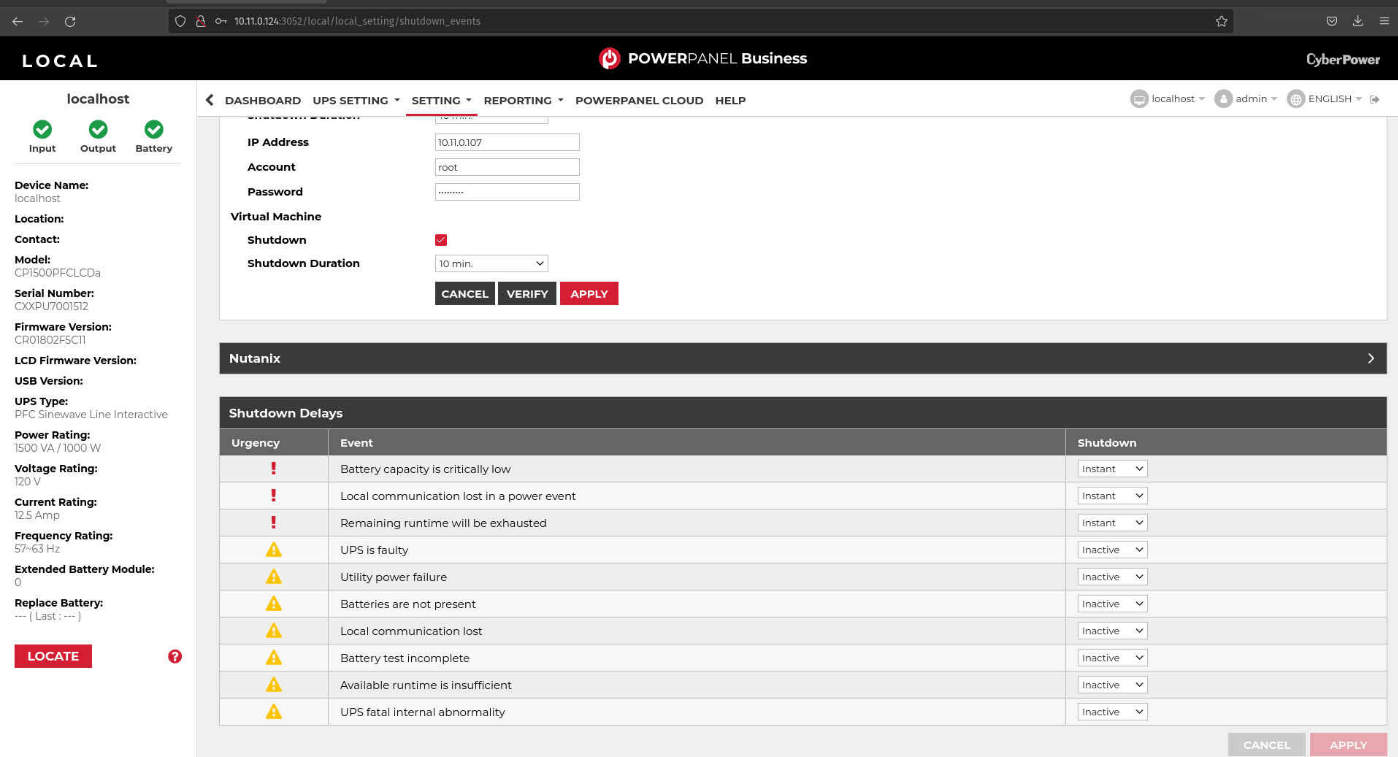 10.11.0.124:3052/local/local_setting/shutdown_events
LOCAL
POWERPANEL Business
CyberPower
localhost
Input Output Battery
Device Name:
localhost
Location:
Contact:
Model:
CP1500PFCLCDa
Serial Number:
CXXPU7001512
Firmware Version:
CR01802F5C11
LCD Firmware Version:
USB Version:
UPS Type:
PFC Sinewave Line Interactive
Power Rating:
1500 VA / 1000 W
Voltage Rating:
120 V
Current Rating:
12.5 Amp
Frequency Rating:
57~63 Hz
Extended Battery Module:
0
Replace Battery:
--- ( Last : --- )
LOCATE ?
DASHBOARD UPS SETTING SETTING REPORTING POWERPANEL CLOUD HELP
localhost admin ENGLISH
Shutdown Duration 10 min.
IP Address 10.11.0.107
Account root
Password ·········
Virtual Machine
Shutdown
Shutdown Duration 10 min.
CANCEL VERIFY APPLY
Nutanix
Shutdown Delays
Urgency Event Shutdown
! Battery capacity is critically low Instant
! Local communication lost in a power event Instant
! Remaining runtime will be exhausted Instant
UPS is faulty Inactive
Utility power failure Inactive
Batteries are not present Inactive
Local communication lost Inactive
Battery test incomplete Inactive
Available runtime is insufficient Inactive
UPS fatal internal abnormality Inactive
CANCEL APPLY